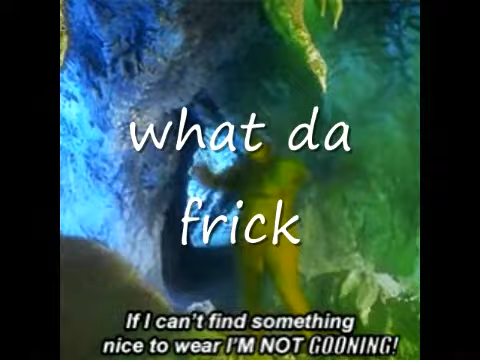 what da
frick
If I can't find something
nice to wear I'M NOT GOONING!